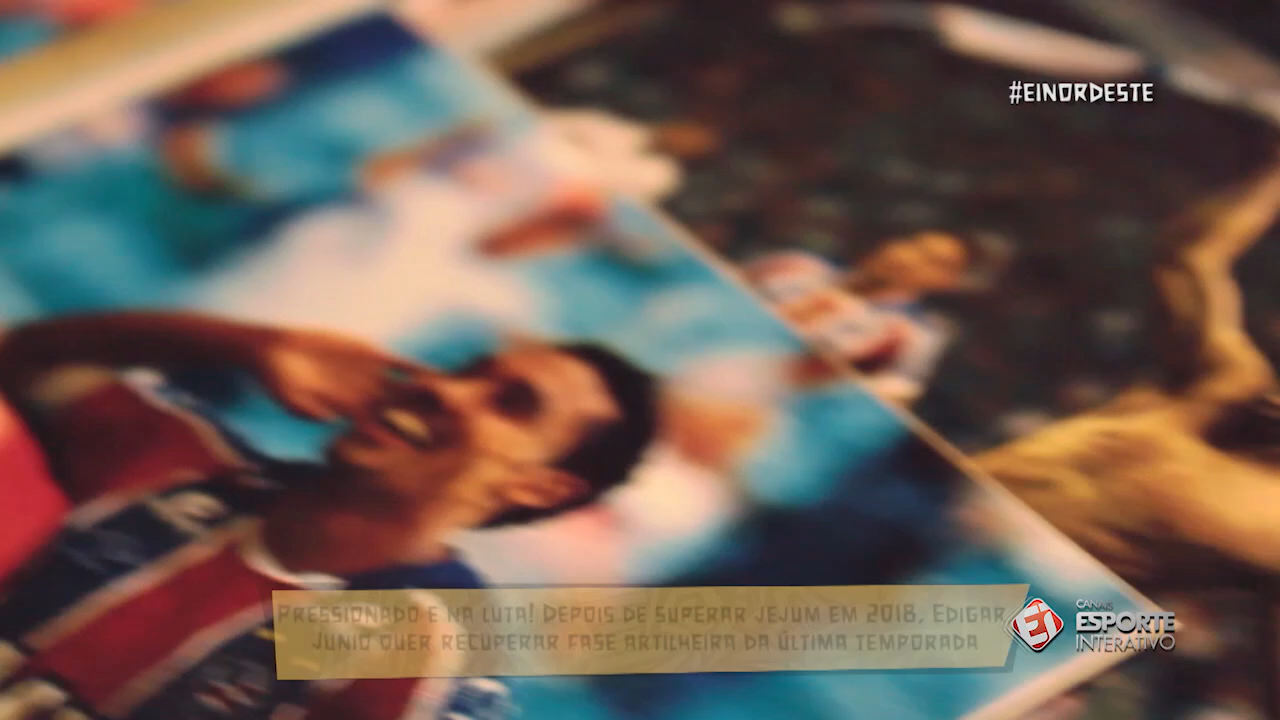 #EINORDESTE
PRESSIONADO E NA LUTA! DEPOIS DE SUPERAR JEJUM EM 2018, EDIGAR
JUNIO QUER RECUPERAR FASE ARTILHEIRA DA ÚLTIMA TEMPORADA
EI
CANAIS
ESPORTE
INTERATIVO